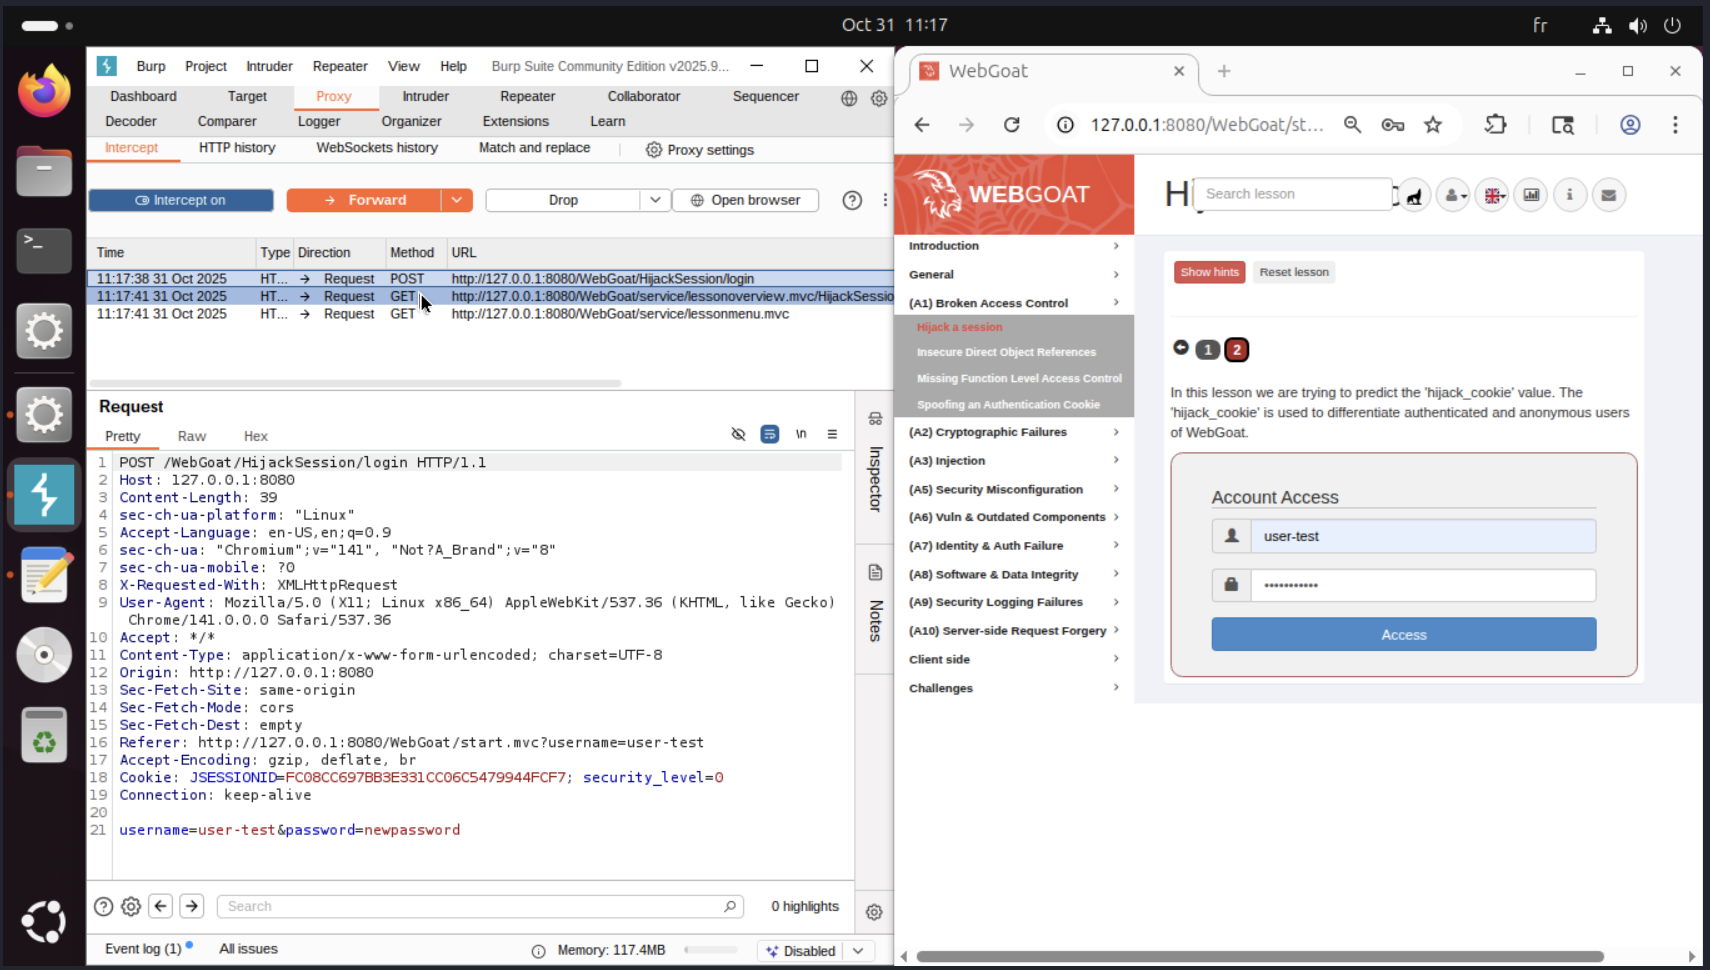 Oct 31 11:17
fr
Burp Project Intruder Repeater View Help Burp Suite Community Edition v2025.9...
Dashboard Target Proxy Intruder Repeater Collaborator Sequencer
Decoder Comparer Logger Organizer Extensions Learn
Intercept HTTP history WebSockets history Match and replace Proxy settings
Intercept on Forward Drop Open browser
Time Type Direction Method URL
11:17:38 31 Oct 2025 HT... → Request POST http://127.0.0.1:8080/WebGoat/HijackSession/login
11:17:41 31 Oct 2025 HT... → Request GET http://127.0.0.1:8080/WebGoat/service/lessonoverview.mvc/HijackSessio
11:17:41 31 Oct 2025 HT... → Request GET http://127.0.0.1:8080/WebGoat/service/lessonmenu.mvc
Request
Pretty Raw Hex \n
1 POST /WebGoat/HijackSession/login HTTP/1.1
2 Host: 127.0.0.1:8080
3 Content-Length: 39
4 sec-ch-ua-platform: "Linux"
5 Accept-Language: en-US,en;q=0.9
6 sec-ch-ua: "Chromium";v="141", "Not?A_Brand";v="8"
7 sec-ch-ua-mobile: ?0
8 X-Requested-With: XMLHttpRequest
9 User-Agent: Mozilla/5.0 (X11; Linux x86_64) AppleWebKit/537.36 (KHTML, like Gecko)
Chrome/141.0.0.0 Safari/537.36
10 Accept: */*
11 Content-Type: application/x-www-form-urlencoded; charset=UTF-8
12 Origin: http://127.0.0.1:8080
13 Sec-Fetch-Site: same-origin
14 Sec-Fetch-Mode: cors
15 Sec-Fetch-Dest: empty
16 Referer: http://127.0.0.1:8080/WebGoat/start.mvc?username=user-test
17 Accept-Encoding: gzip, deflate, br
18 Cookie: JSESSIONID=FC08CC697BB3E331CC06C5479944FCF7; security_level=0
19 Connection: keep-alive
20
21 username=user-test&password=newpassword
Inspector
Notes
Search
0 highlights
Event log (1) All issues Memory: 117.4MB Disabled
WebGoat
127.0.0.1:8080/WebGoat/st...
WEBGOAT
Hij
Search lesson
Introduction
General
(A1) Broken Access Control
Hijack a session
Insecure Direct Object References
Missing Function Level Access Control
Spoofing an Authentication Cookie
(A2) Cryptographic Failures
(A3) Injection
(A5) Security Misconfiguration
(A6) Vuln & Outdated Components
(A7) Identity & Auth Failure
(A8) Software & Data Integrity
(A9) Security Logging Failures
(A10) Server-side Request Forgery
Client side
Challenges
Show hints Reset lesson
1 2
In this lesson we are trying to predict the 'hijack_cookie' value. The
'hijack_cookie' is used to differentiate authenticated and anonymous users
of WebGoat.
Account Access
user-test
•••••••••••
Access